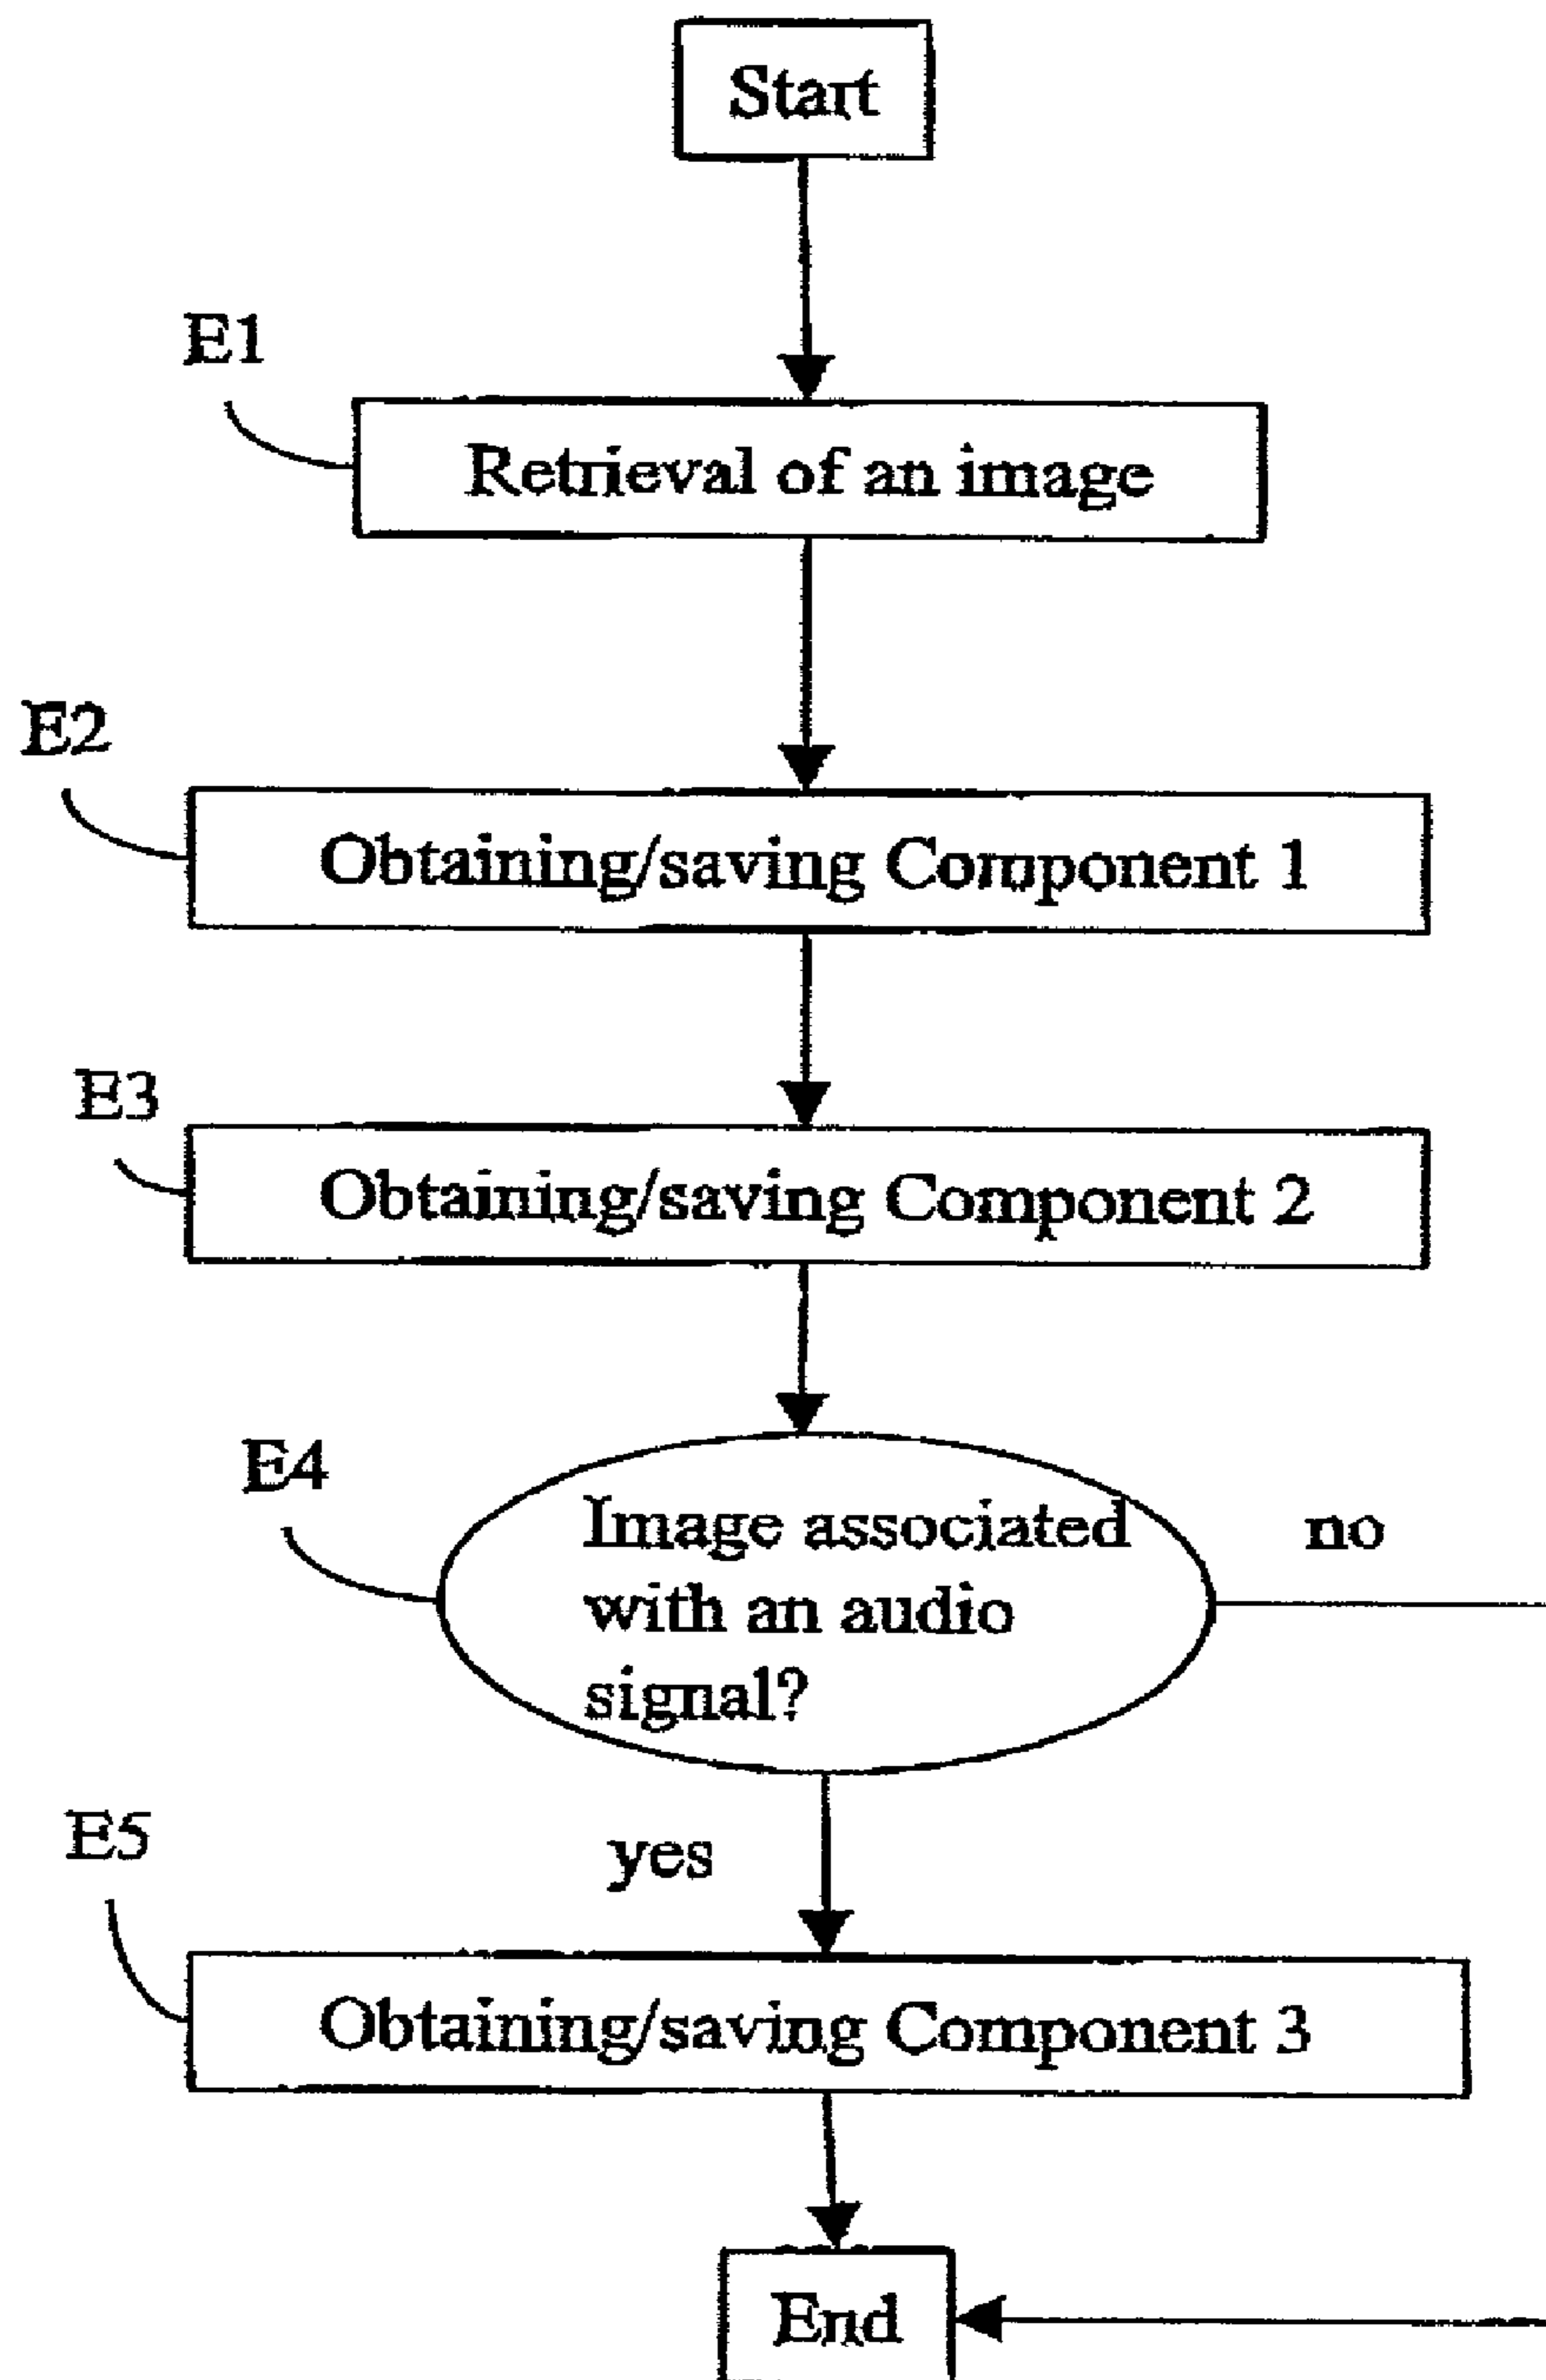 Start
E1
Retrieval of an image
E2
Obtaining/saving Component 1
E3
Obtaining/saving Component 2
E4
Image associated
with an audio
signal?
no
yes
E5
Obtaining/saving Component 3
End